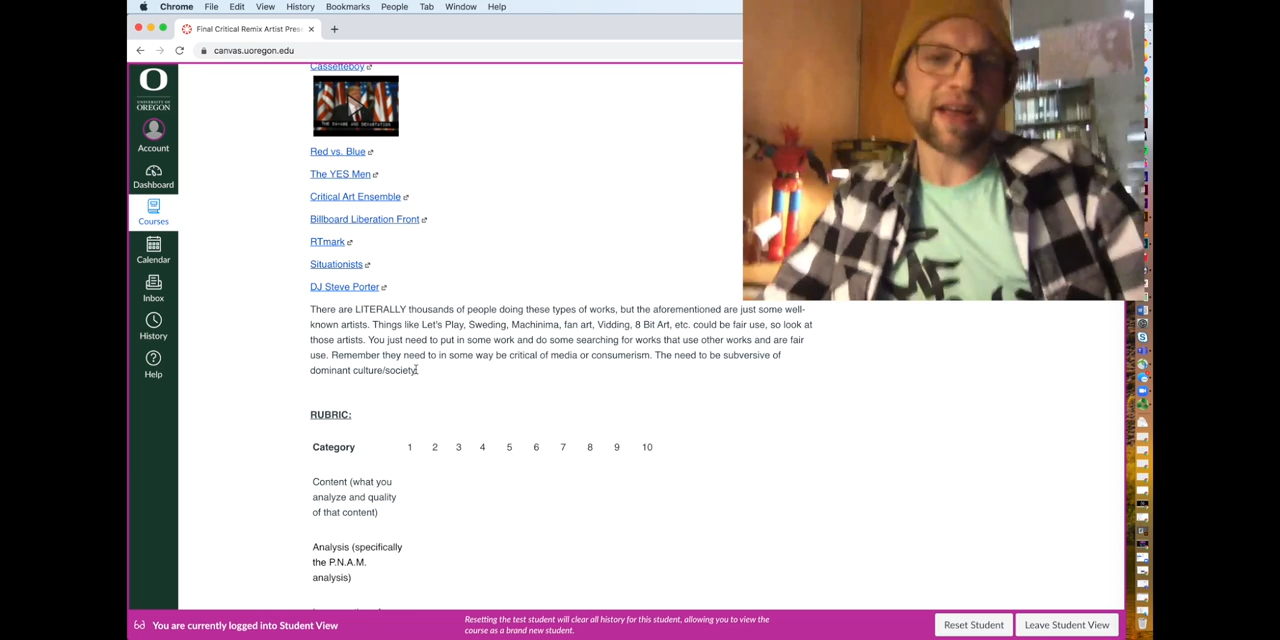 Chrome File Edit View History Bookmarks People Tab Window Help
Final Critical Remix Artist Pres
canvas.uoregon.edu
O
UNIVERSITY OF
OREGON
Account
Dashboard
Courses
Calendar
Inbox
History
Help
Cassetteboy
THE SQUARE AND DEVASTATION
Red vs. Blue
The YES Men
Critical Art Ensemble
Billboard Liberation Front
RTmark
Situationists
DJ Steve Porter
There are LITERALLY thousands of people doing these types of works, but the aforementioned are just some well-
known artists. Things like Let's Play, Sweding, Machinima, fan art, Vidding, 8 Bit Art, etc. could be fair use, so look at
those artists. You just need to put in some work and do some searching for works that use other works and are fair
use. Remember they need to in some way be critical of media or consumerism. The need to be subversive of
dominant culture/society.
RUBRIC:
Category 1 2 3 4 5 6 7 8 9 10
Content (what you
analyze and quality
of that content)
Analysis (specifically
the P.N.A.M.
analysis)
You are currently logged into Student View
Resetting the test student will clear all history for this student, allowing you to view the
course as a brand new student.
Reset Student
Leave Student View